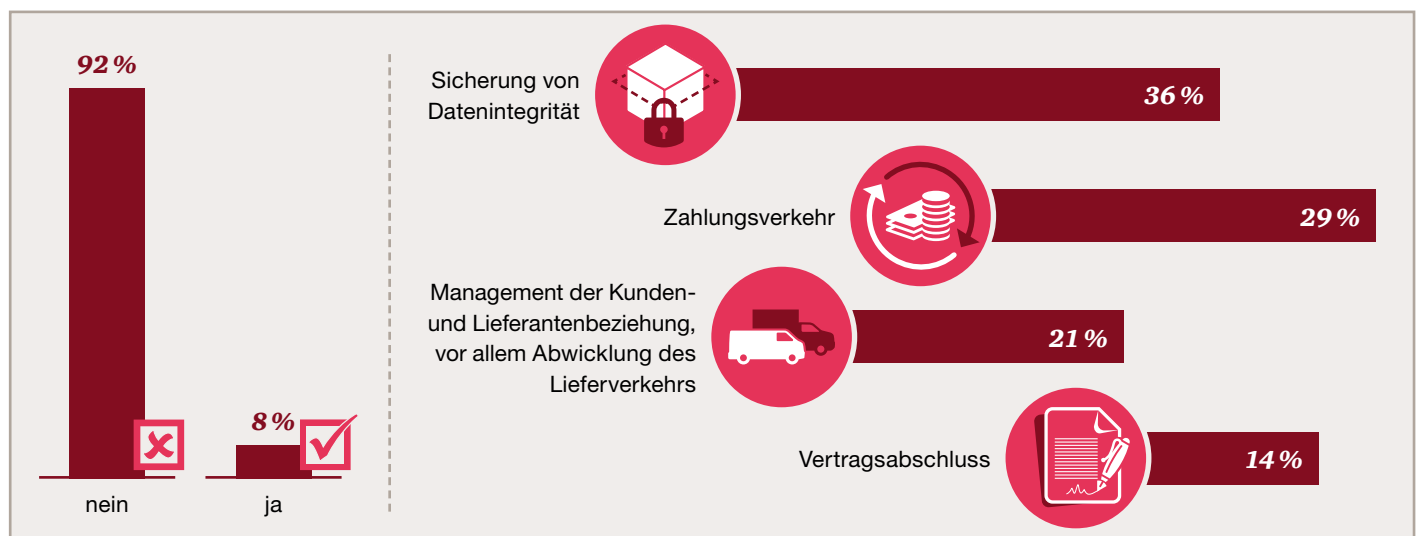 92 %
nein
8 %
ja
Sicherung von
Datenintegrität
36 %
Zahlungsverkehr
29 %
Management der Kunden-
und Lieferantenbeziehung,
vor allem Abwicklung des
Lieferverkehrs
21 %
Vertragsabschluss
14 %